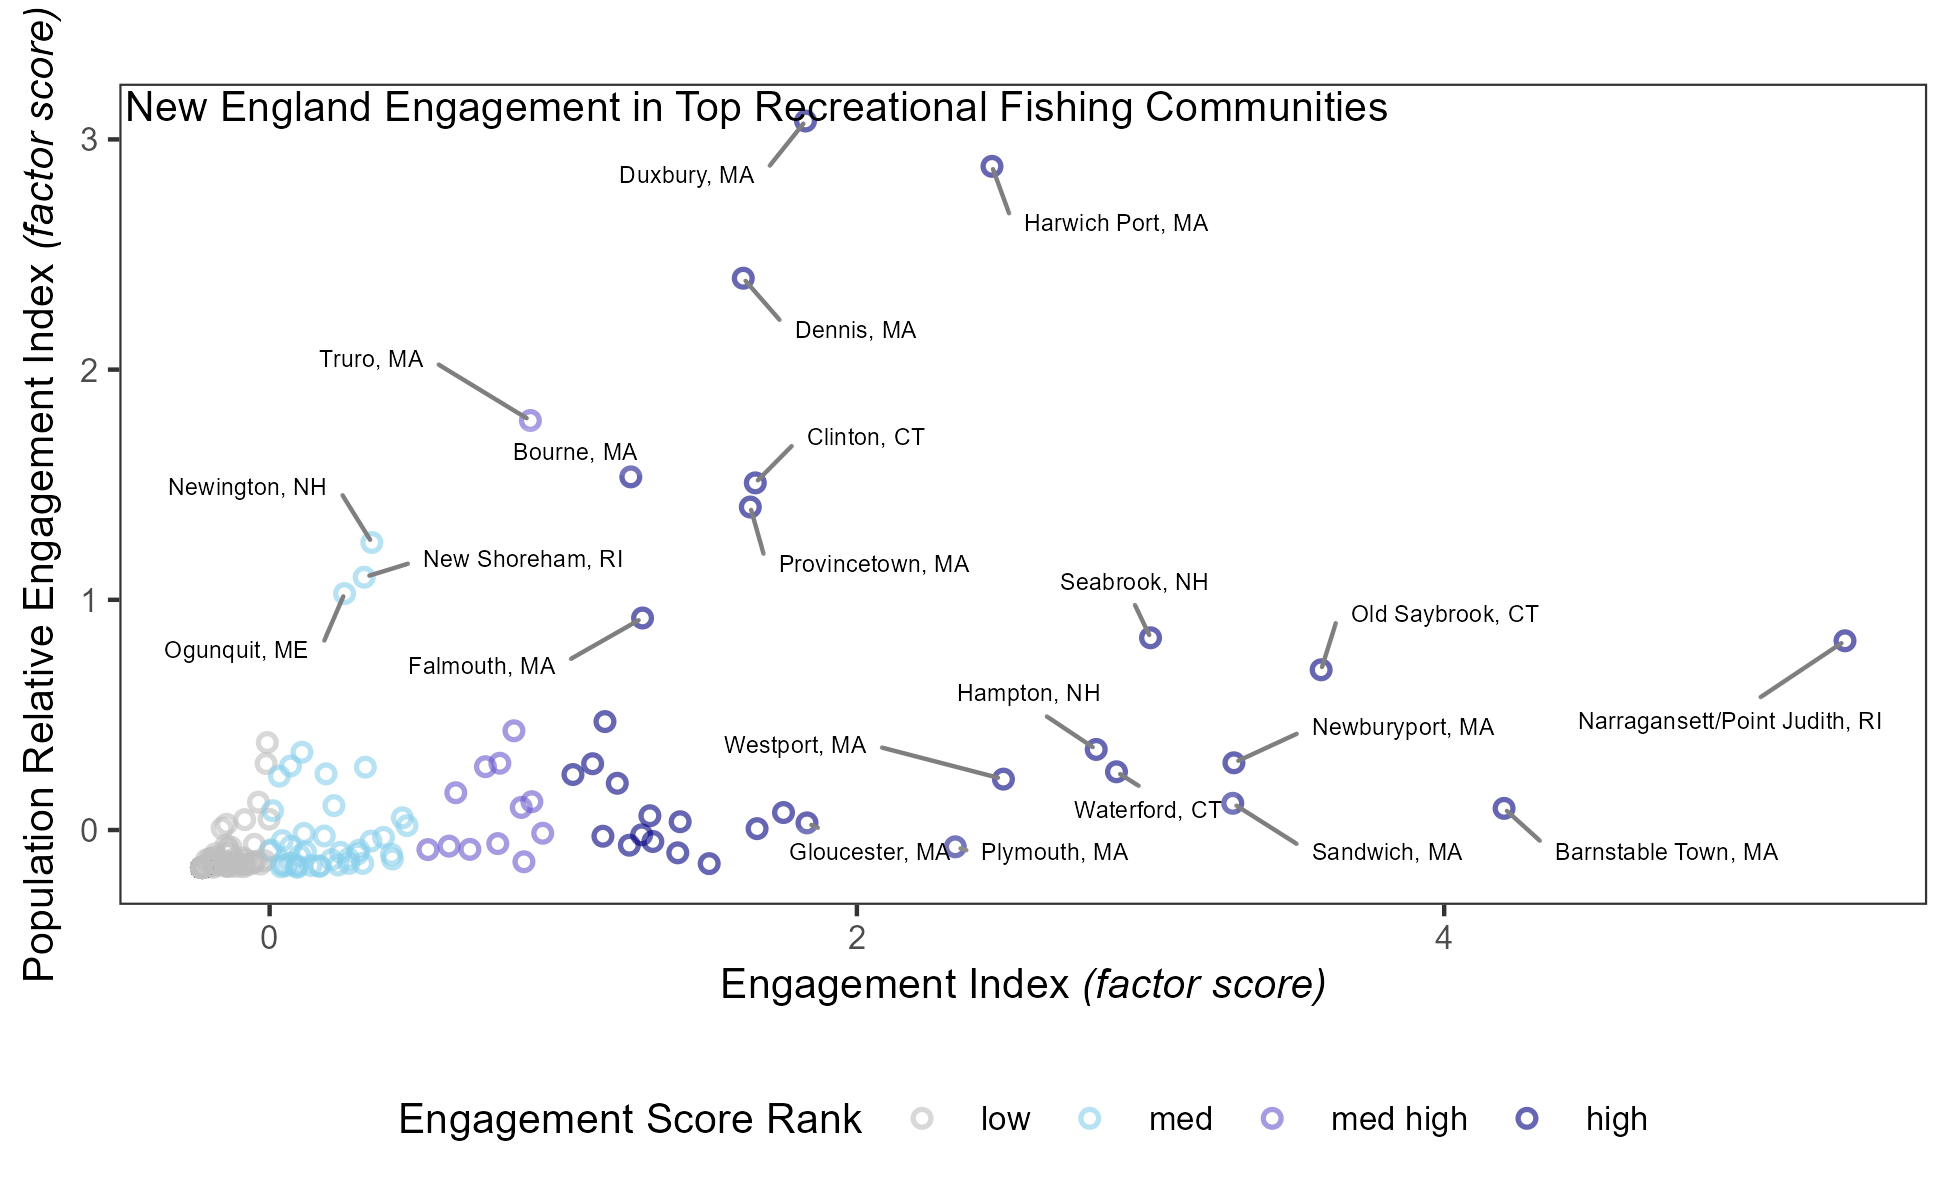 New England Engagement in Top Recreational Fishing Communities
Population Relative Engagement Index (factor score)
3
2
1
0
Duxbury, MA
Harwich Port, MA
Dennis, MA
Truro, MA
Clinton, CT
Bourne, MA
Newington, NH
New Shoreham, RI
Provincetown, MA
Seabrook, NH
Old Saybrook, CT
Ogunquit, ME
Falmouth, MA
Hampton, NH
Narragansett/Point Judith, RI
Newburyport, MA
Westport, MA
Waterford, CT
Gloucester, MA
Plymouth, MA
Sandwich, MA
Barnstable Town, MA
0
2
4
Engagement Index (factor score)
Engagement Score Rank low med med high high